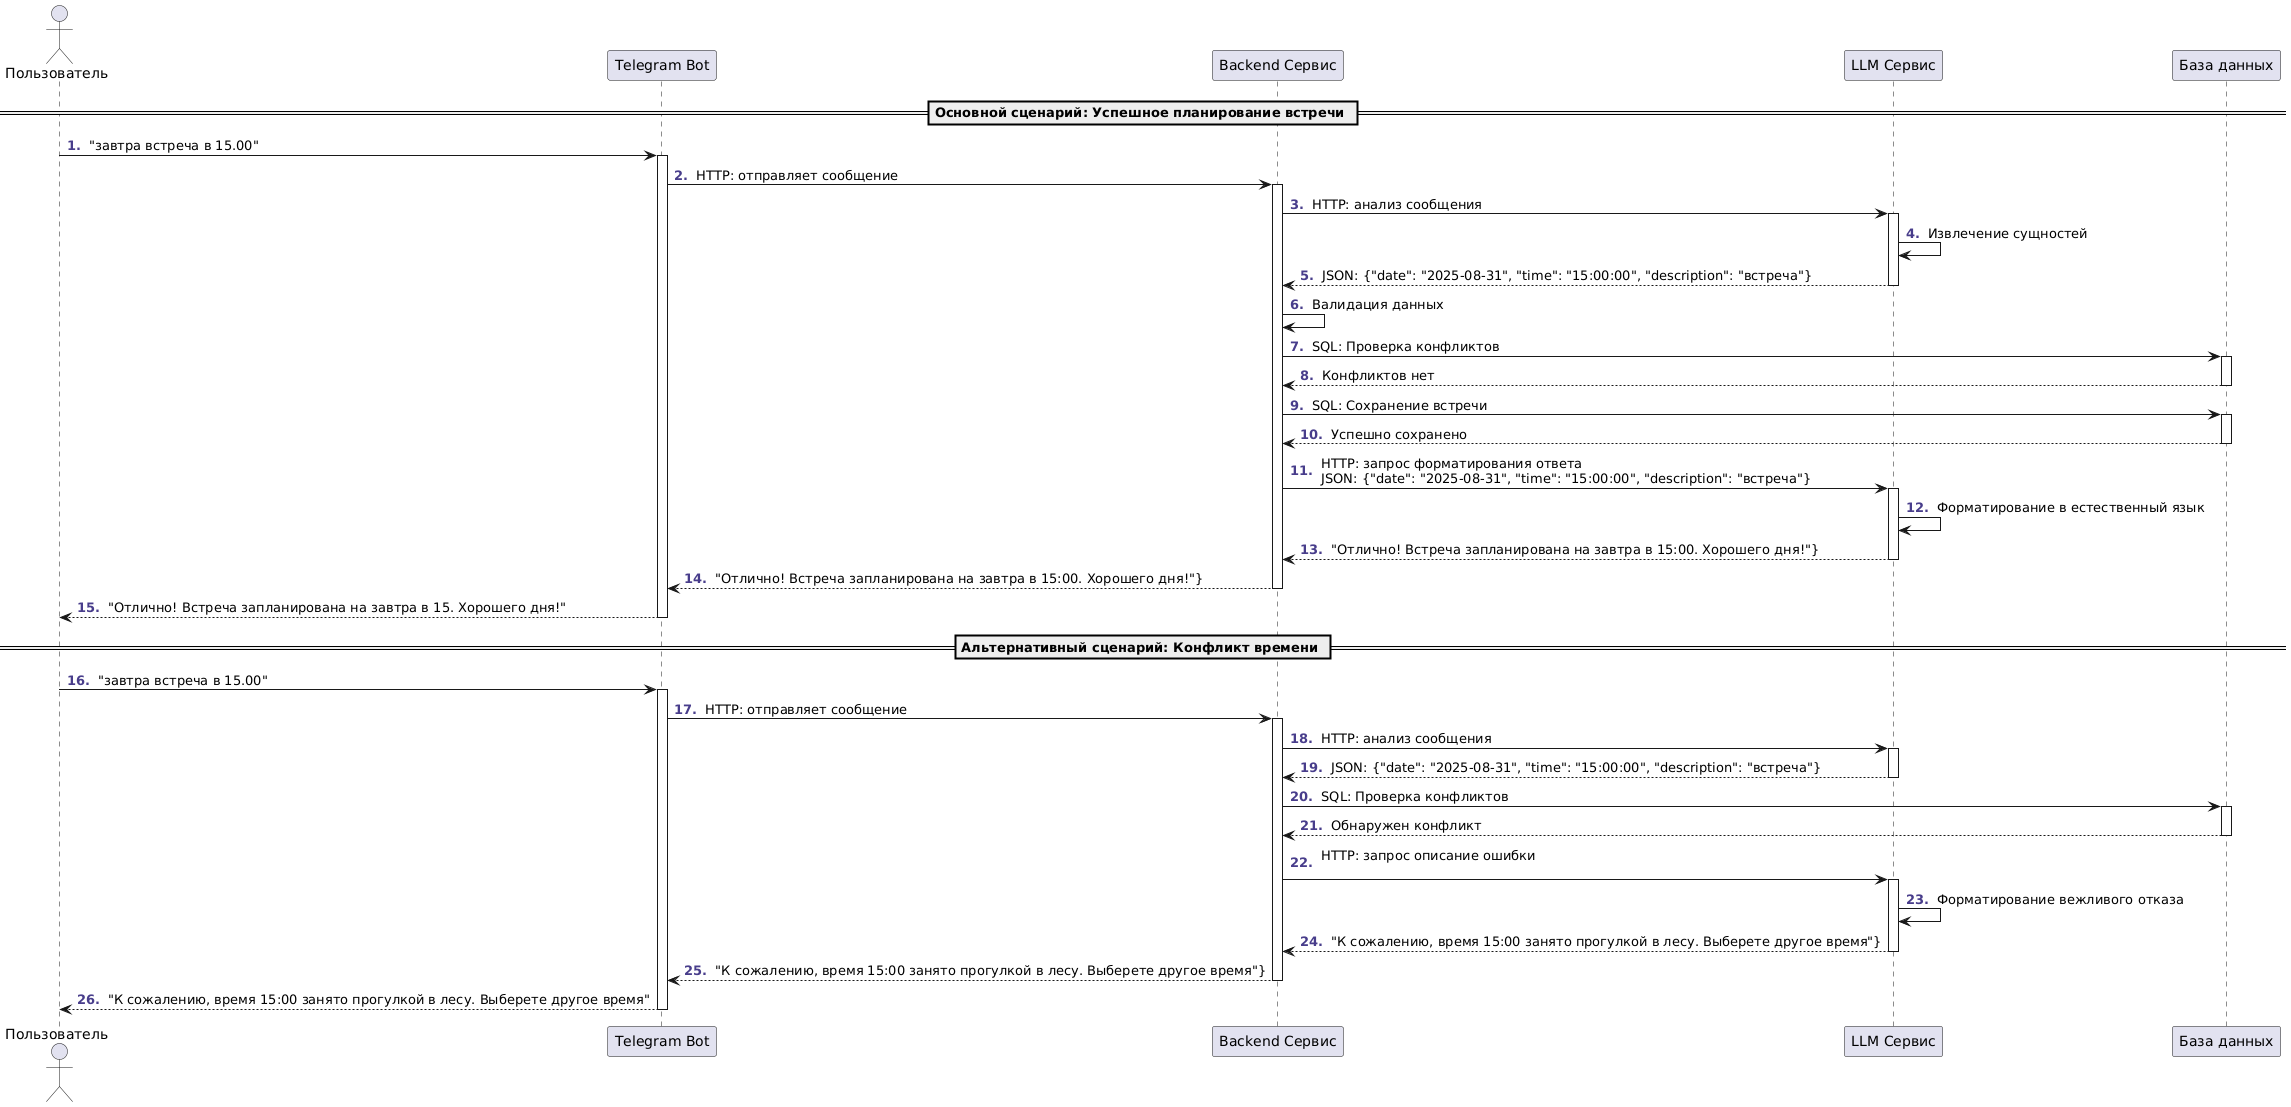 Пользователь
Telegram Bot
Backend Сервис
LLM Сервис
База данных
Основной сценарий: Успешное планирование встречи
1. "завтра встреча в 15.00"
2. HTTP: отправляет сообщение
3. HTTP: анализ сообщения
4. Извлечение сущностей
5. JSON: {"date": "2025-08-31", "time": "15:00:00", "description": "встреча"}
6. Валидация данных
7. SQL: Проверка конфликтов
8. Конфликтов нет
9. SQL: Сохранение встречи
10. Успешно сохранено
11. HTTP: запрос форматирования ответа
JSON: {"date": "2025-08-31", "time": "15:00:00", "description": "встреча"}
12. Форматирование в естественный язык
13. "Отлично! Встреча запланирована на завтра в 15:00. Хорошего дня!"}
14. "Отлично! Встреча запланирована на завтра в 15:00. Хорошего дня!"}
15. "Отлично! Встреча запланирована на завтра в 15. Хорошего дня!"
Альтернативный сценарий: Конфликт времени
16. "завтра встреча в 15.00"
17. HTTP: отправляет сообщение
18. HTTP: анализ сообщения
19. JSON: {"date": "2025-08-31", "time": "15:00:00", "description": "встреча"}
20. SQL: Проверка конфликтов
21. Обнаружен конфликт
22. HTTP: запрос описание ошибки
23. Форматирование вежливого отказа
24. "К сожалению, время 15:00 занято прогулкой в лесу. Выберете другое время"}
25. "К сожалению, время 15:00 занято прогулкой в лесу. Выберете другое время"}
26. "К сожалению, время 15:00 занято прогулкой в лесу. Выберете другое время"
Пользователь
Telegram Bot
Backend Сервис
LLM Сервис
База данных